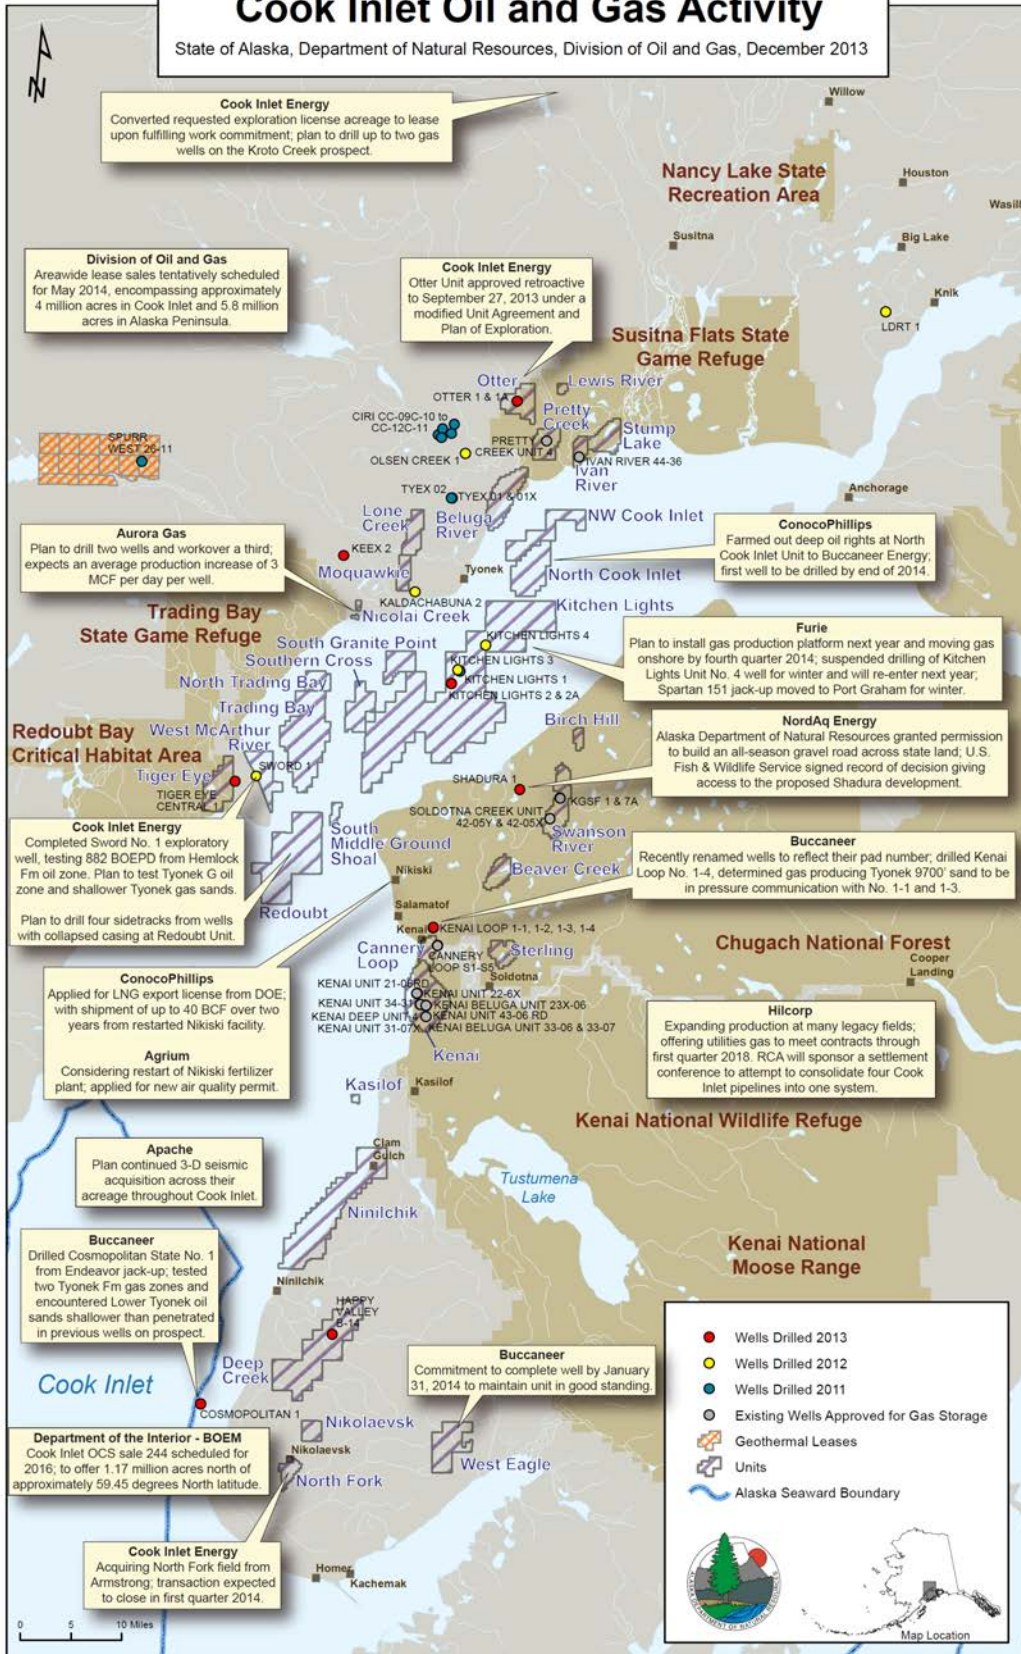 Cook Inlet Oil and Gas Activity
State of Alaska, Department of Natural Resources, Division of Oil and Gas, December 2013
N
Cook Inlet Energy
Converted requested exploration license acreage to lease
upon fulfilling work commitment; plan to drill up to two gas
wells on the Kroto Creek prospect.
Willow
Nancy Lake State
Recreation Area
Houston
Wasill
Susitna
Big Lake
Knik
LDRT 1
Division of Oil and Gas
Areawide lease sales tentatively scheduled
for May 2014, encompassing approximately
4 million acres in Cook Inlet and 5.8 million
acres in Alaska Peninsula.
Cook Inlet Energy
Otter Unit approved retroactive
to September 27, 2013 under a
modified Unit Agreement and
Plan of Exploration.
Susitna Flats State
Game Refuge
Otter
Lewis River
OTTER 1 & 1A
Pretty
Creek
CIRI CC-09C-10 to
CC-12C-11
Stump
Lake
PRETTY
CREEK UNIT 4
OLSEN CREEK 1
IVAN RIVER 44-36
Ivan
River
SPURR
WEST 26-11
TYEX 02
TYEX 01 & 01X
Anchorage
Lone
Creek
Beluga
River
NW Cook Inlet
Aurora Gas
Plan to drill two wells and workover a third;
expects an average production increase of 3
MCF per day per well.
ConocoPhillips
Farmed out deep oil rights at North
Cook Inlet Unit to Buccaneer Energy;
first well to be drilled by end of 2014.
KEEX 2
Moquawkie
Tyonek
North Cook Inlet
KALDACHABUNA 2
Nicolai Creek
Kitchen Lights
Trading Bay
State Game Refuge
South Granite Point
Southern Cross
KITCHEN LIGHTS 4
KITCHEN LIGHTS 3
KITCHEN LIGHTS 1
KITCHEN LIGHTS 2 & 2A
Furie
Plan to install gas production platform next year and moving gas
onshore by fourth quarter 2014; suspended drilling of Kitchen
Lights Unit No. 4 well for winter and will re-enter next year;
Spartan 151 jack-up moved to Port Graham for winter.
North Trading Bay
Trading Bay
Redoubt Bay
Critical Habitat Area
West McArthur
River
Birch Hill
NordAq Energy
Alaska Department of Natural Resources granted permission
to build an all-season gravel road across state land; U.S.
Fish & Wildlife Service signed record of decision giving
access to the proposed Shadura development.
Tiger Eye
SWORD 1
TIGER EYE
CENTRAL 1
SHADURA 1
KGSF 1 & 7A
SOLDOTNA CREEK UNIT
42-05Y & 42-05X
Swanson
River
Cook Inlet Energy
Completed Sword No. 1 exploratory
well, testing 882 BOEPD from Hemlock
Fm oil zone. Plan to test Tyonek G oil
zone and shallower Tyonek gas sands.
Plan to drill four sidetracks from wells
with collapsed casing at Redoubt Unit.
South
Middle Ground
Shoal
Redoubt
Nikiski
Beaver Creek
Buccaneer
Recently renamed wells to reflect their pad number; drilled Kenai
Loop No. 1-4, determined gas producing Tyonek 9700' sand to be
in pressure communication with No. 1-1 and 1-3.
Salamatof
Kenai
KENAI LOOP 1-1, 1-2, 1-3, 1-4
Cannery
Loop
CANNERY
LOOP S1-S5
Sterling
Soldotna
Chugach National Forest
Cooper
Landing
ConocoPhillips
Applied for LNG export license from DOE;
with shipment of up to 40 BCF over two
years from restarted Nikiski facility.
Agrium
Considering restart of Nikiski fertilizer
plant; applied for new air quality permit.
KENAI UNIT 21-06RD
KENAI UNIT 22-6X
KENAI UNIT 34-31
KENAI BELUGA UNIT 23X-06
KENAI DEEP UNIT 4
KENAI UNIT 43-06 RD
KENAI UNIT 31-07X
KENAI BELUGA UNIT 33-06 & 33-07
Kenai
Hilcorp
Expanding production at many legacy fields;
offering utilities gas to meet contracts through
first quarter 2018. RCA will sponsor a settlement
conference to attempt to consolidate four Cook
Inlet pipelines into one system.
Kasilof
Kasilof
Kenai National Wildlife Refuge
Apache
Plan continued 3-D seismic
acquisition across their
acreage throughout Cook Inlet.
Clam
Gulch
Tustumena
Lake
Ninilchik
Buccaneer
Drilled Cosmopolitan State No. 1
from Endeavor jack-up; tested
two Tyonek Fm gas zones and
encountered Lower Tyonek oil
sands shallower than penetrated
in previous wells on prospect.
Kenai National
Moose Range
Ninilchik
HAPPY
VALLEY
B-14
Deep
Creek
Cook Inlet
COSMOPOLITAN 1
Buccaneer
Commitment to complete well by January
31, 2014 to maintain unit in good standing.
Nikolaevsk
Department of the Interior - BOEM
Cook Inlet OCS sale 244 scheduled for
2016; to offer 1.17 million acres north of
approximately 59.45 degrees North latitude.
Nikolaevsk
North Fork
West Eagle
Cook Inlet Energy
Acquiring North Fork field from
Armstrong; transaction expected
to close in first quarter 2014.
Homer
Kachemak
0 5 10 Miles
Wells Drilled 2013
Wells Drilled 2012
Wells Drilled 2011
Existing Wells Approved for Gas Storage
Geothermal Leases
Units
Alaska Seaward Boundary
ALASKA DEPARTMENT OF NATURAL RESOURCES
Map Location